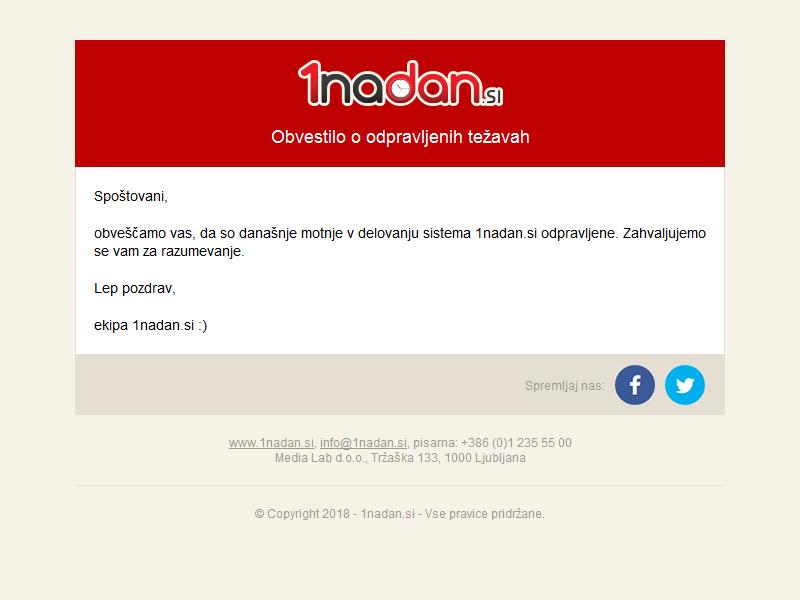 1nadan.si
Obvestilo o odpravljenih težavah
Spoštovani,
obveščamo vas, da so današnje motnje v delovanju sistema 1nadan.si odpravljene. Zahvaljujemo
se vam za razumevanje.
Lep pozdrav,
ekipa 1nadan.si :)
Spremljaj nas:
www.1nadan.si, info@1nadan.si, pisarna: +386 (0)1 235 55 00
Media Lab d.o.o., Tržaška 133, 1000 Ljubljana
© Copyright 2018 - 1nadan.si - Vse pravice pridržane.